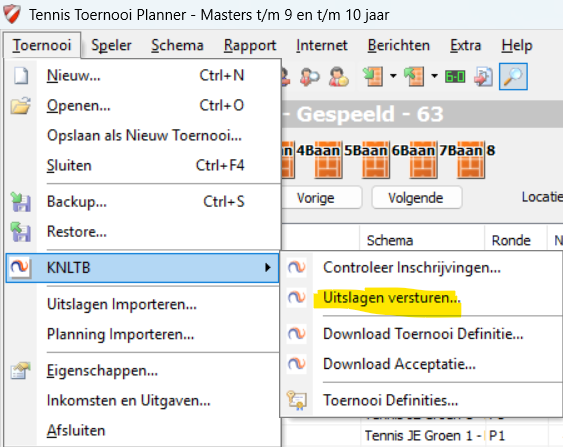 Tennis Toernooi Planner - Masters t/m 9 en t/m 10 jaar
Toernooi Speler Schema Rapport Internet Berichten Extra Help
Nieuw... Ctrl+N
Openen... Ctrl+O
6-0
Opslaan als Nieuw Toernooi...
- Gespeeld - 63
Sluiten Ctrl+F4
4Baan 5Baan 6Baan 7Baan 8
Backup... Ctrl+S
Vorige Volgende Locatie
Restore...
Schema Ronde N
KNLTB
Controleer Inschrijvingen...
Uitslagen versturen...
Uitslagen Importeren...
Planning Importeren...
Download Toernooi Definitie...
Download Acceptatie...
Eigenschappen...
Inkomsten en Uitgaven...
Toernooi Definities...
Afsluiten
Tennis JE Groen 1 - P1